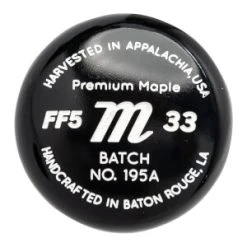 HARVESTED IN APPALACHIA, USA
Premium Maple
FF5 m 33
BATCH
NO. 195A
HANDCRAFTED IN BATON ROUGE, LA